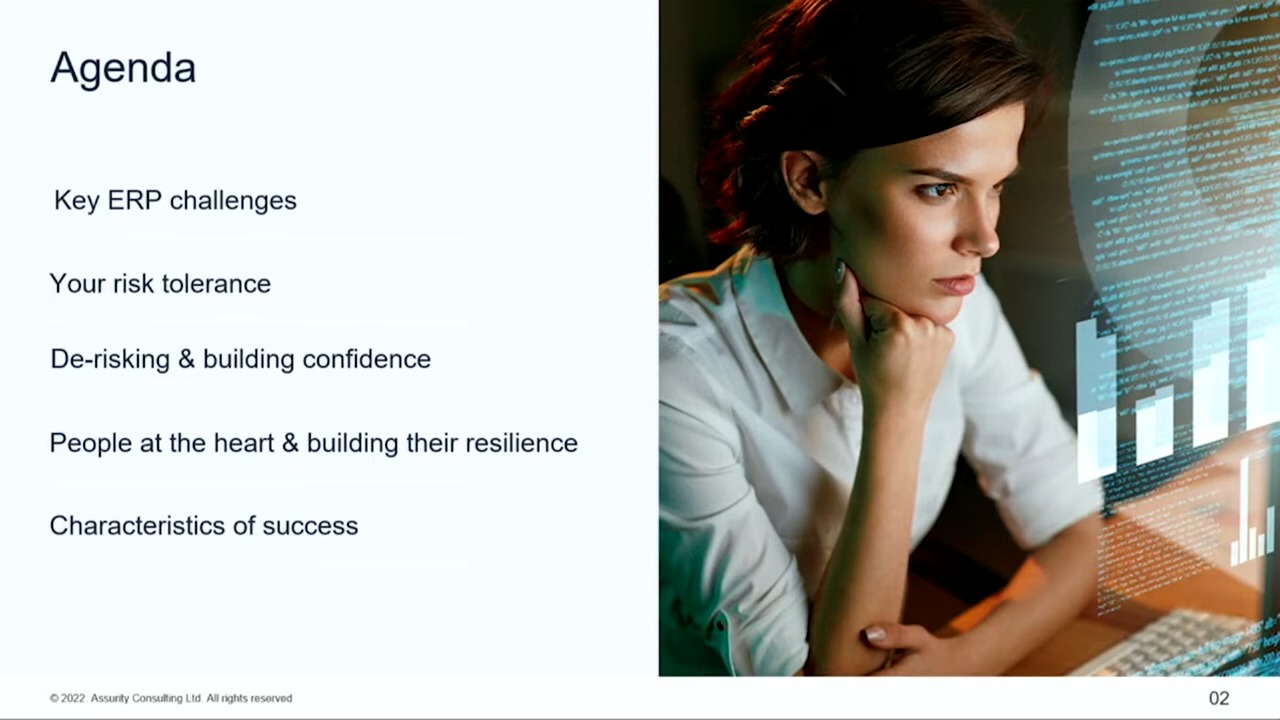 Agenda
Key ERP challenges
Your risk tolerance
De-risking & building confidence
People at the heart & building their resilience
Characteristics of success
© 2022 Assurity Consulting Ltd. All rights reserved
02